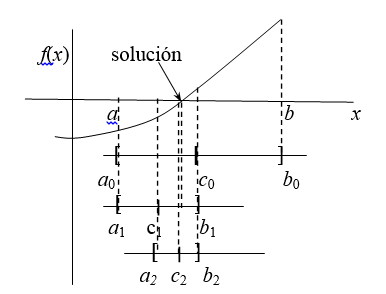 solución
f(x)
a b x
a₀ c₀ b₀
a₁ c₁ b₁
a₂ c₂ b₂